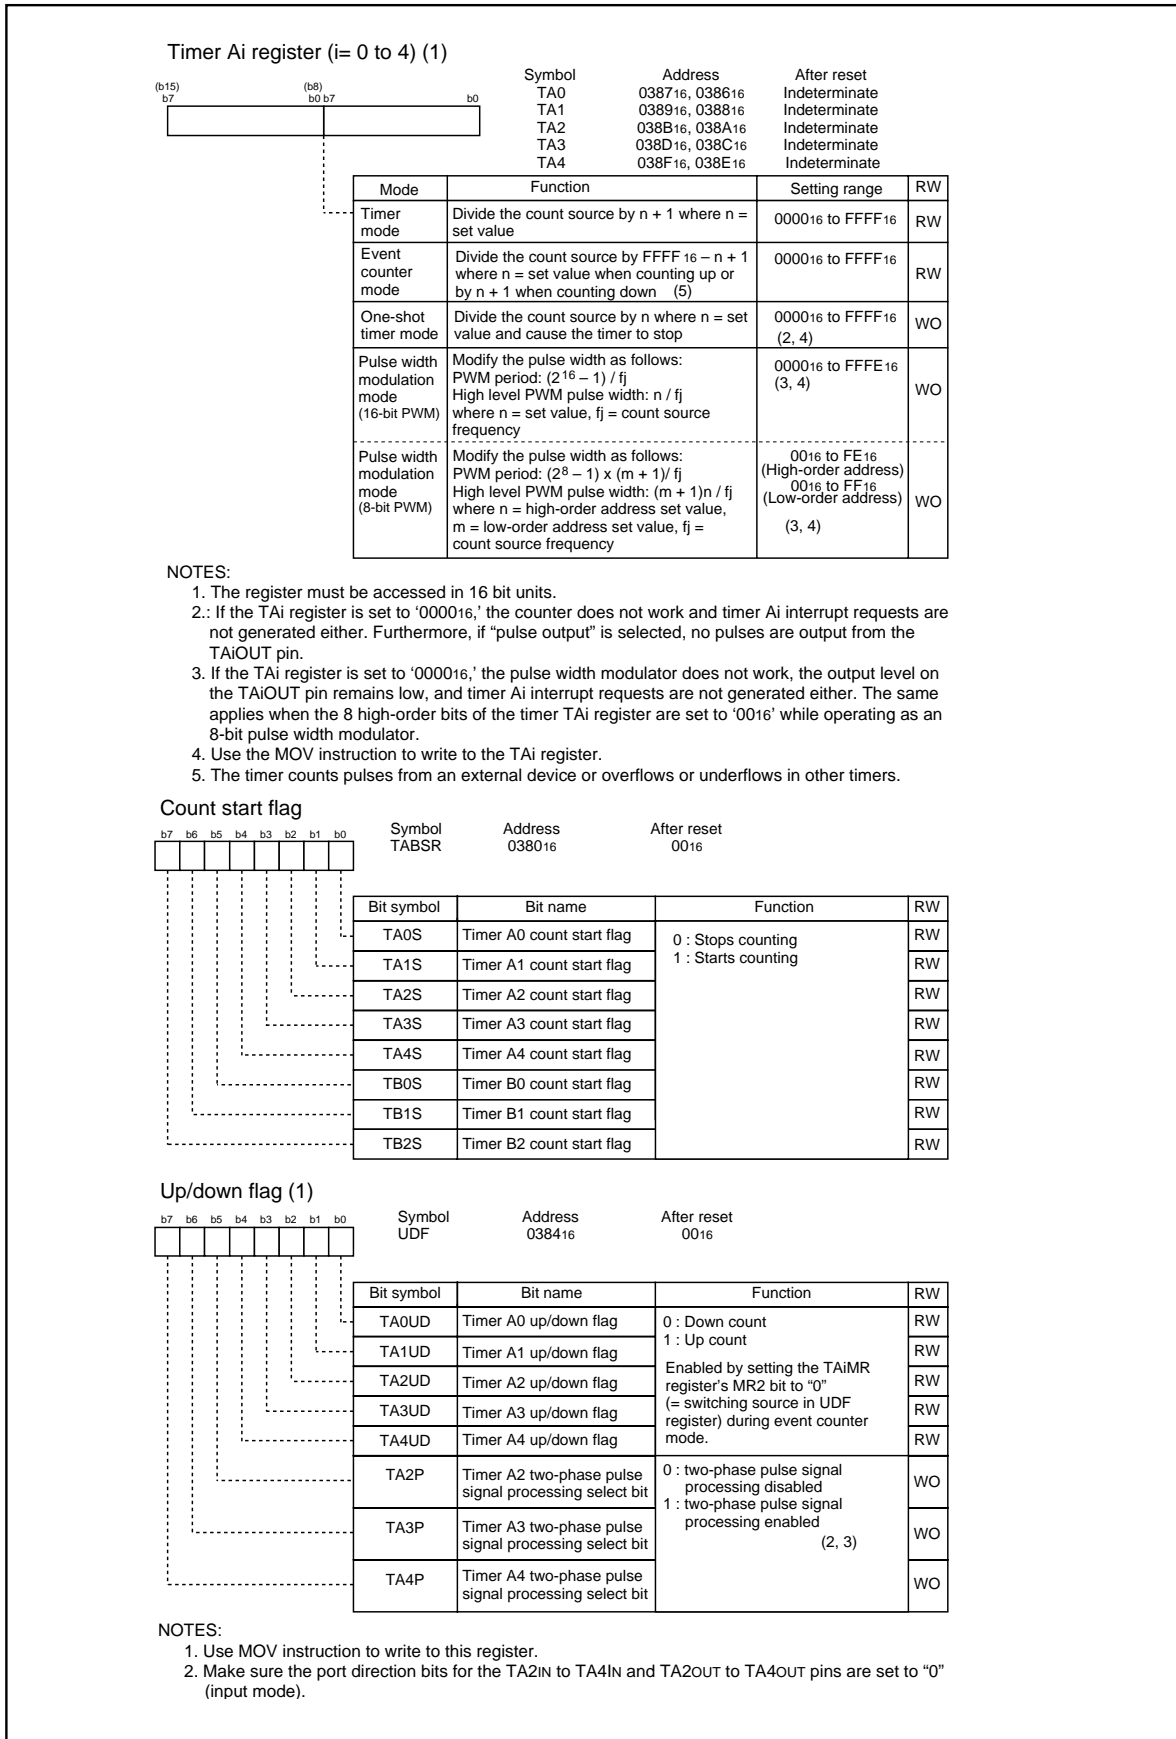 Timer Ai register (i= 0 to 4) (1)
Symbol Address After reset
(b15) (b8)
b7 b0 b7 b0
TA0 038716, 038616 Indeterminate
TA1 038916, 038816 Indeterminate
TA2 038B16, 038A16 Indeterminate
TA3 038D16, 038C16 Indeterminate
TA4 038F16, 038E16 Indeterminate
Mode Function Setting range RW
Timer mode
Divide the count source by n + 1 where n =
set value
000016 to FFFF16 RW
Event
counter
mode
Divide the count source by FFFF16 – n + 1
where n = set value when counting up or
by n + 1 when counting down (5)
000016 to FFFF16
RW
One-shot
timer mode
Divide the count source by n where n = set
value and cause the timer to stop
000016 to FFFF16
(2, 4)
WO
Pulse width
modulation
mode
(16-bit PWM)
Modify the pulse width as follows:
PWM period: (216 – 1) / fj
High level PWM pulse width: n / fj
where n = set value, fj = count source
frequency
000016 to FFFE16
(3, 4)
WO
Pulse width
modulation
mode
(8-bit PWM)
Modify the pulse width as follows:
PWM period: (28 – 1) x (m + 1)/ fj
High level PWM pulse width: (m + 1)n / fj
where n = high-order address set value,
m = low-order address set value, fj =
count source frequency
0016 to FE16
(High-order address)
0016 to FF16
(Low-order address)
(3, 4)
WO
NOTES:
1. The register must be accessed in 16 bit units.
2.: If the TAi register is set to ‘000016,’ the counter does not work and timer Ai interrupt requests are
not generated either. Furthermore, if “pulse output” is selected, no pulses are output from the
TAiOUT pin.
3. If the TAi register is set to ‘000016,’ the pulse width modulator does not work, the output level on
the TAiOUT pin remains low, and timer Ai interrupt requests are not generated either. The same
applies when the 8 high-order bits of the timer TAi register are set to ‘0016’ while operating as an
8-bit pulse width modulator.
4. Use the MOV instruction to write to the TAi register.
5. The timer counts pulses from an external device or overflows or underflows in other timers.
Count start flag
b7 b6 b5 b4 b3 b2 b1 b0
Symbol Address After reset
TABSR 038016 0016
Bit symbol Bit name Function RW
TA0S Timer A0 count start flag RW
0 : Stops counting
1 : Starts counting
TA1S Timer A1 count start flag RW
TA2S Timer A2 count start flag RW
TA3S Timer A3 count start flag RW
TA4S Timer A4 count start flag RW
TB0S Timer B0 count start flag RW
TB1S Timer B1 count start flag RW
TB2S Timer B2 count start flag RW
Up/down flag (1)
b7 b6 b5 b4 b3 b2 b1 b0
Symbol Address After reset
UDF 038416 0016
Bit symbol Bit name Function RW
TA0UD Timer A0 up/down flag RW
TA1UD Timer A1 up/down flag RW
TA2UD Timer A2 up/down flag RW
TA3UD Timer A3 up/down flag RW
TA4UD Timer A4 up/down flag RW
0 : Down count
1 : Up count
Enabled by setting the TAiMR
register’s MR2 bit to “0”
(= switching source in UDF
register) during event counter
mode.
TA2P
Timer A2 two-phase pulse
signal processing select bit
WO
TA3P
Timer A3 two-phase pulse
signal processing select bit
WO
TA4P
Timer A4 two-phase pulse
signal processing select bit
WO
0 : two-phase pulse signal
processing disabled
1 : two-phase pulse signal
processing enabled
(2, 3)
NOTES:
1. Use MOV instruction to write to this register.
2. Make sure the port direction bits for the TA2IN to TA4IN and TA2OUT to TA4OUT pins are set to “0”
(input mode).